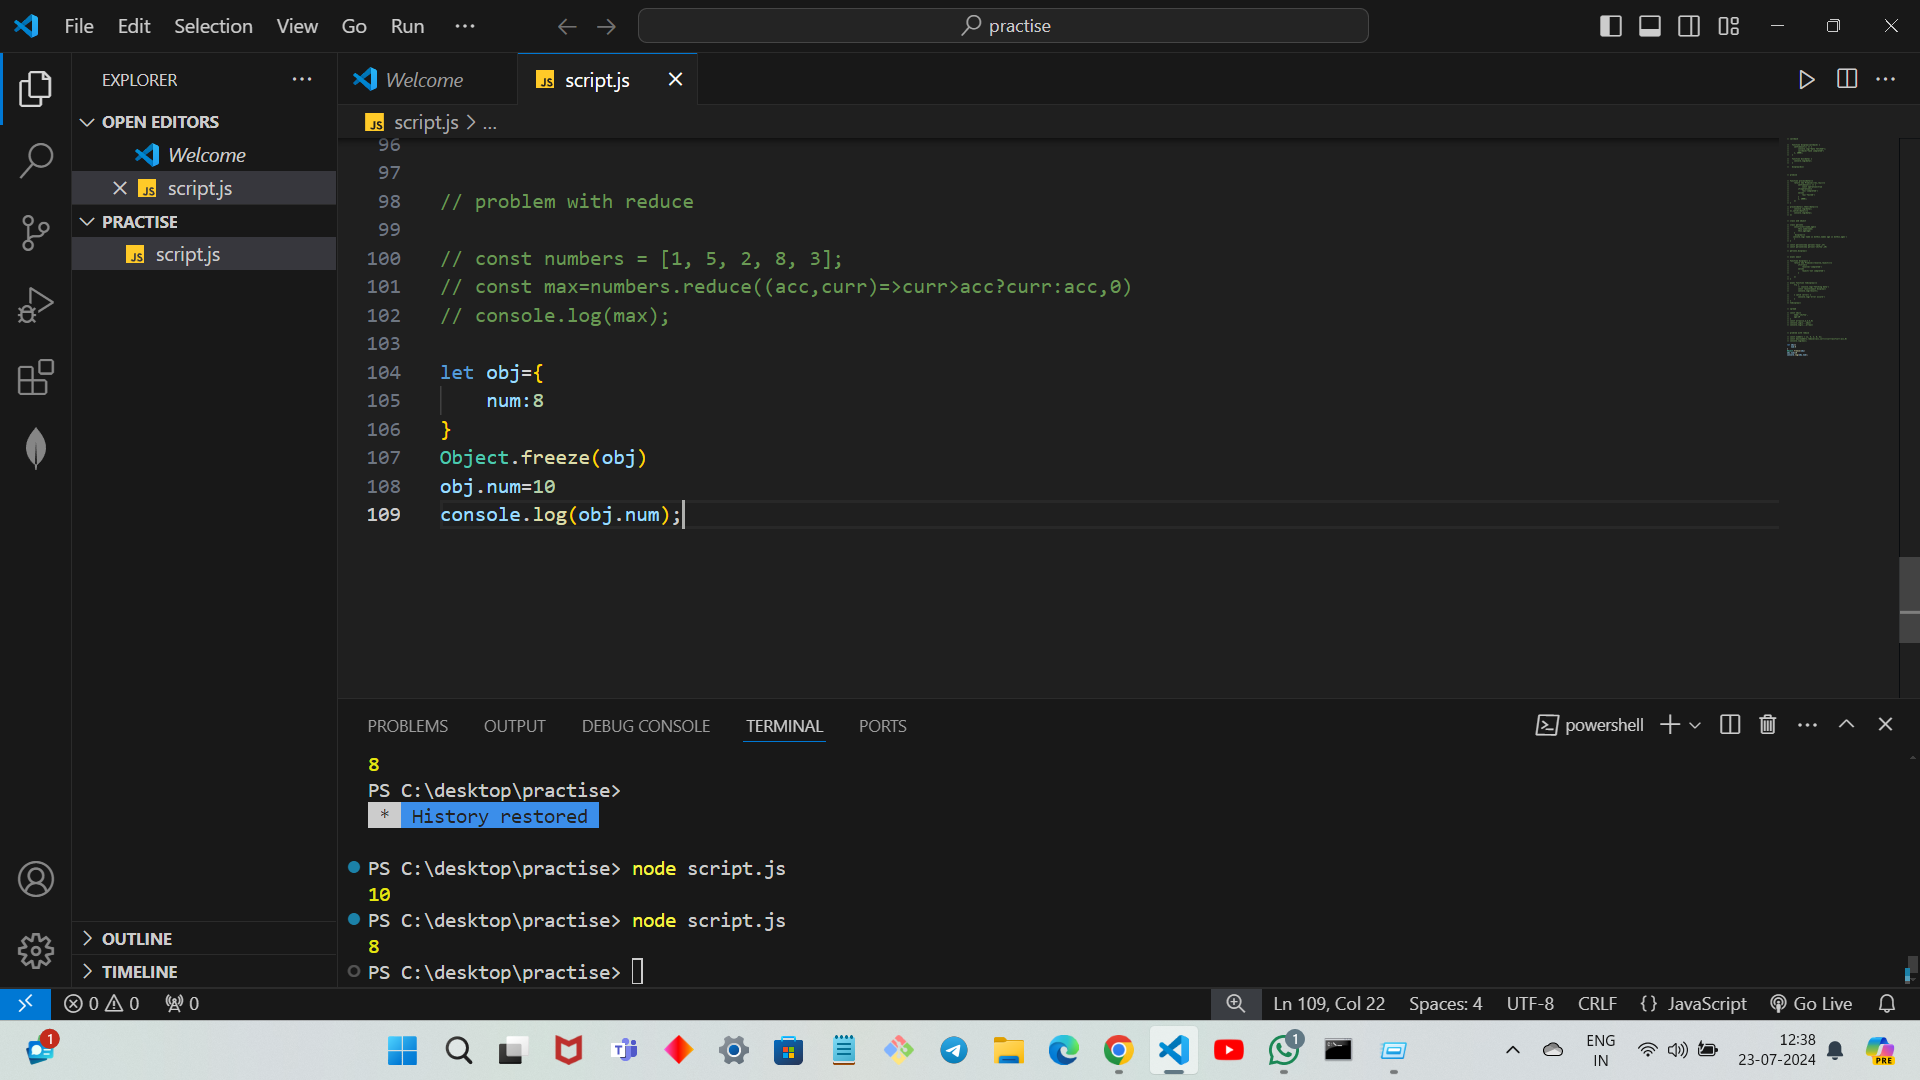 File Edit Selection View Go Run ...
practise
EXPLORER ...
OPEN EDITORS
Welcome
JS script.js
PRACTISE
JS script.js
OUTLINE
TIMELINE
Welcome
JS script.js
JS script.js > ...
96
97
98 // problem with reduce
99
100 // const numbers = [1, 5, 2, 8, 3];
101 // const max=numbers.reduce((acc,curr)=>curr>acc?curr:acc,0)
102 // console.log(max);
103
104 let obj={
105 num:8
106 }
107 Object.freeze(obj)
108 obj.num=10
109 console.log(obj.num);
PROBLEMS OUTPUT DEBUG CONSOLE TERMINAL PORTS
powershell
8
PS C:\desktop\practise>
* History restored
PS C:\desktop\practise> node script.js
10
PS C:\desktop\practise> node script.js
8
PS C:\desktop\practise>
0 0 0
Ln 109, Col 22 Spaces: 4 UTF-8 CRLF {} JavaScript Go Live
1
1
ENG
IN
12:38
23-07-2024
PRE